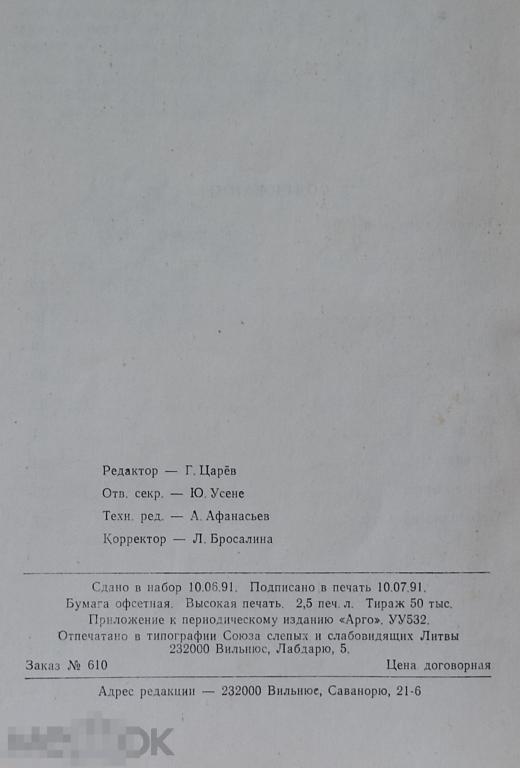 Редактор — Г. Царёв
Отв. секр. — Ю. Усене
Техн. ред. — А. Афанасьев
Корректор — Л. Бросалина
Сдано в набор 10.06.91. Подписано в печать 10.07.91.
Бумага офсетная. Высокая печать. 2,5 печ. л. Тираж 50 тыс.
Приложение к периодическому изданию «Арго». УУ532.
Отпечатано в типографии Союза слепых и слабовидящих Литвы
232000 Вильнюс, Лабдарю, 5.
Заказ № 610 Цена договорная
Адрес редакции — 232000 Вильнюс, Саванорю, 21-6
мешок